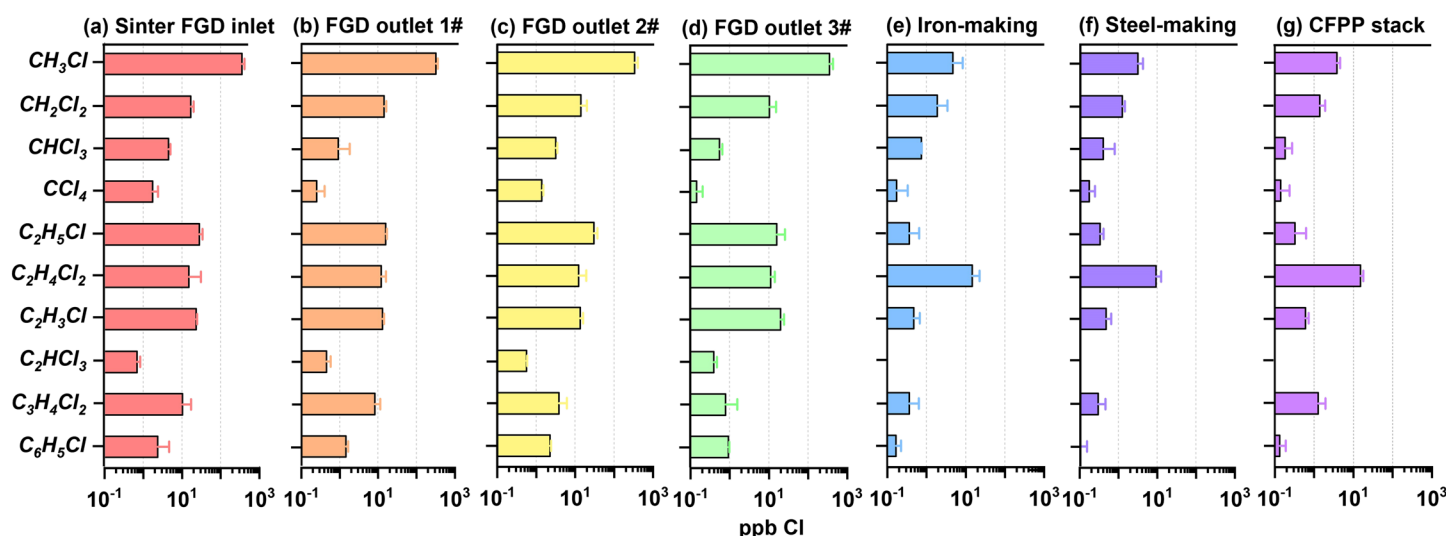 (a) Sinter FGD inlet
(b) FGD outlet 1#
(c) FGD outlet 2#
(d) FGD outlet 3#
(e) Iron-making
(f) Steel-making
(g) CFPP stack
CH₃Cl
CH₂Cl₂
CHCl₃
CCl₄
C₂H₅Cl
C₂H₄Cl₂
C₂H₃Cl
C₂HCl₃
C₃H₄Cl₂
C₆H₅Cl
10⁻¹ 10¹ 10³
10⁻¹ 10¹ 10³
10⁻¹ 10¹ 10³
10⁻¹ 10¹ 10³
10⁻¹ 10¹ 10³
10⁻¹ 10¹ 10³
10⁻¹ 10¹ 10³
ppb Cl